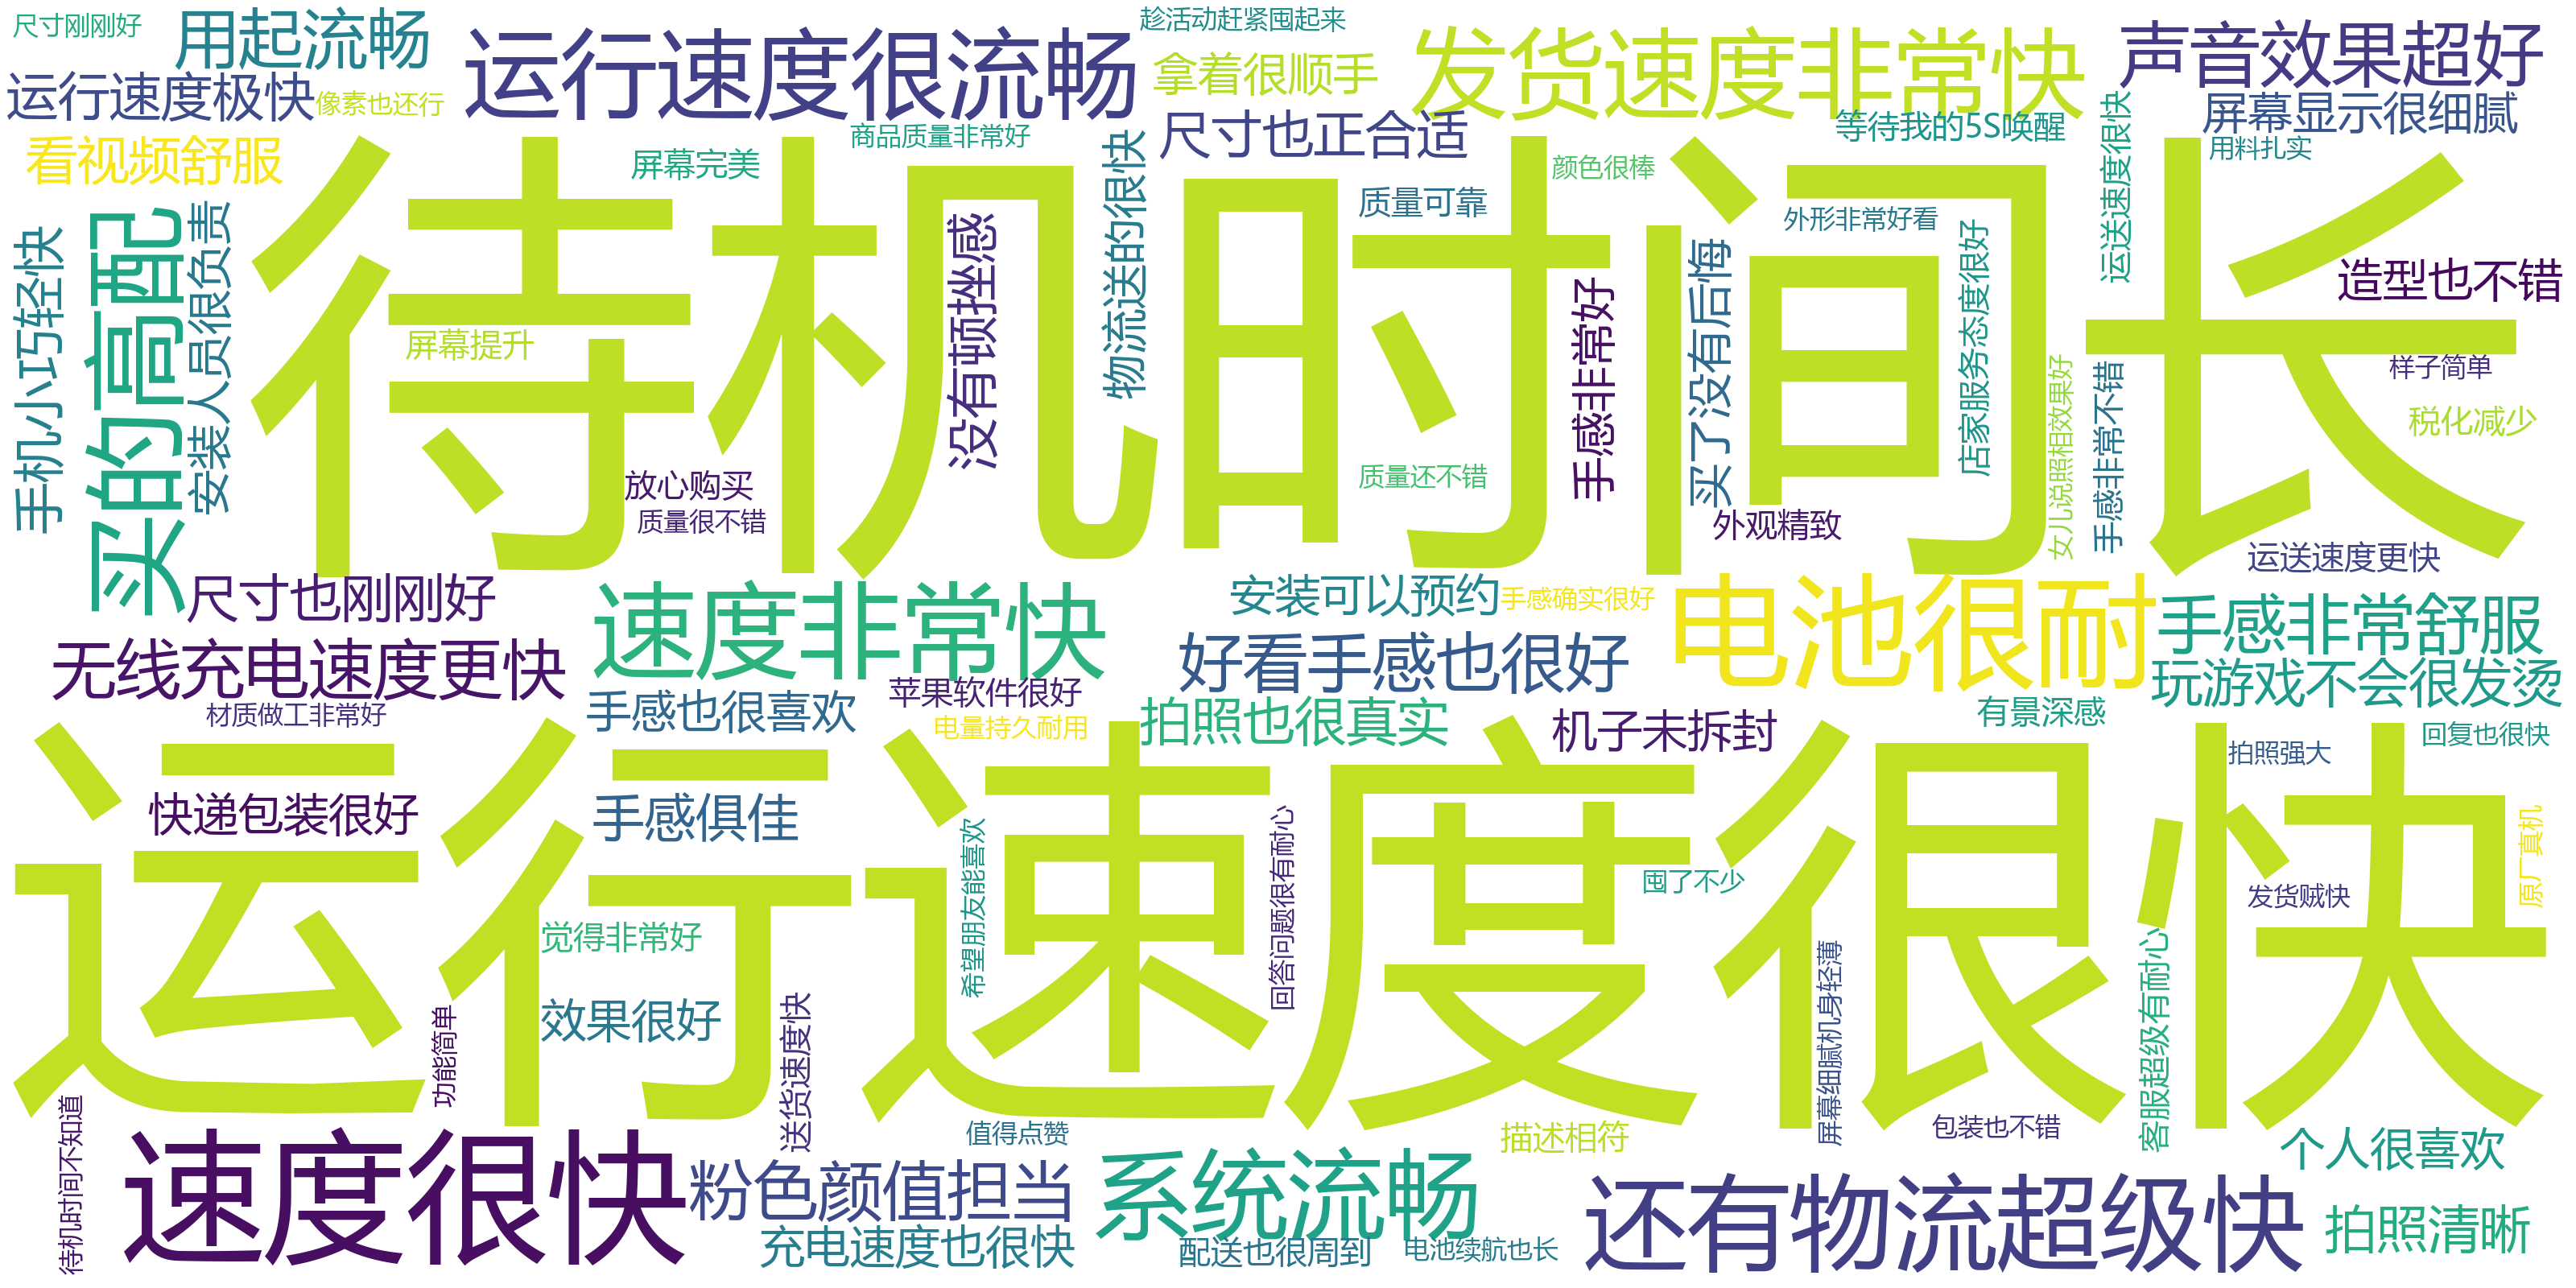 尺寸刚刚好
用起流畅
运行速度很流畅
趁活动赶紧囤起来
拿着很顺手
发货速度非常快
声音效果超好
运行速度极快
像素也还行
尺寸也正合适
等待我的5S唤醒
屏幕显示很细腻
用料扎实
看视频舒服
商品质量非常好
屏幕完美
颜色很棒
质量可靠
外形非常好看
运送速度很快
待机时间长
买的高配
安装人员很负责
手机小巧轻快
没有顿挫感
物流送的很快
手感非常好
买了没有后悔
店家服务态度很好
造型也不错
屏幕提升
样子简单
税化减少
女儿说照相效果好
手感非常不错
放心购买
质量很不错
质量还不错
外观精致
运送速度更快
尺寸也刚刚好
速度非常快
安装可以预约
手感确实很好
电池很耐
手感非常舒服
无线充电速度更快
好看手感也很好
玩游戏不会很发烫
材质做工非常好
手感也很喜欢
苹果软件很好
电量持久耐用
拍照也很真实
机子未拆封
有景深感
回复也很快
拍照强大
运行速度很快
快递包装很好
手感俱佳
希望朋友能喜欢
回答问题很有耐心
囤了不少
发货贼快
原厂真机
觉得非常好
效果很好
功能简单
送货速度快
屏幕细腻机身轻薄
客服超级有耐心
待机时间不知道
值得点赞
描述相符
包装也不错
速度很快
粉色颜值担当
系统流畅
还有物流超级快
个人很喜欢
拍照清晰
充电速度也很快
配送也很周到
电池续航也长